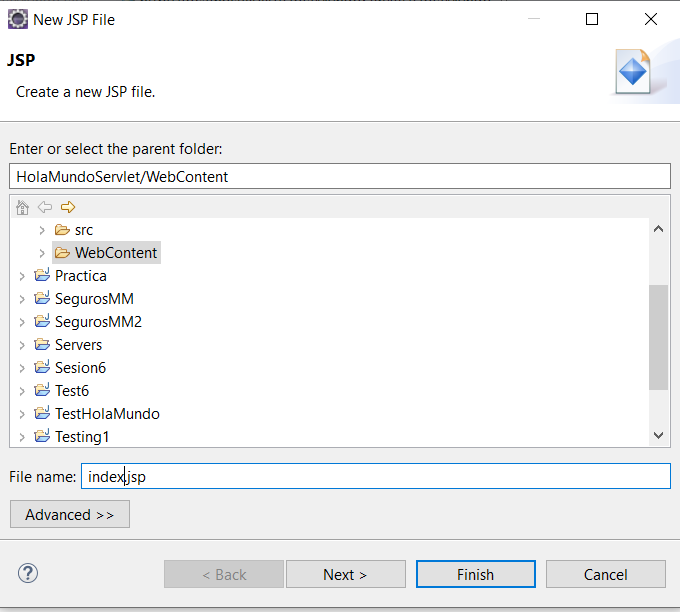 New JSP File
JSP
Create a new JSP file.
Enter or select the parent folder:
HolaMundoServlet/WebContent
src
WebContent
Practica
SegurosMM
SegurosMM2
Servers
Sesion6
Test6
TestHolaMundo
Testing1
File name: index.jsp
Advanced >>
? < Back Next > Finish Cancel